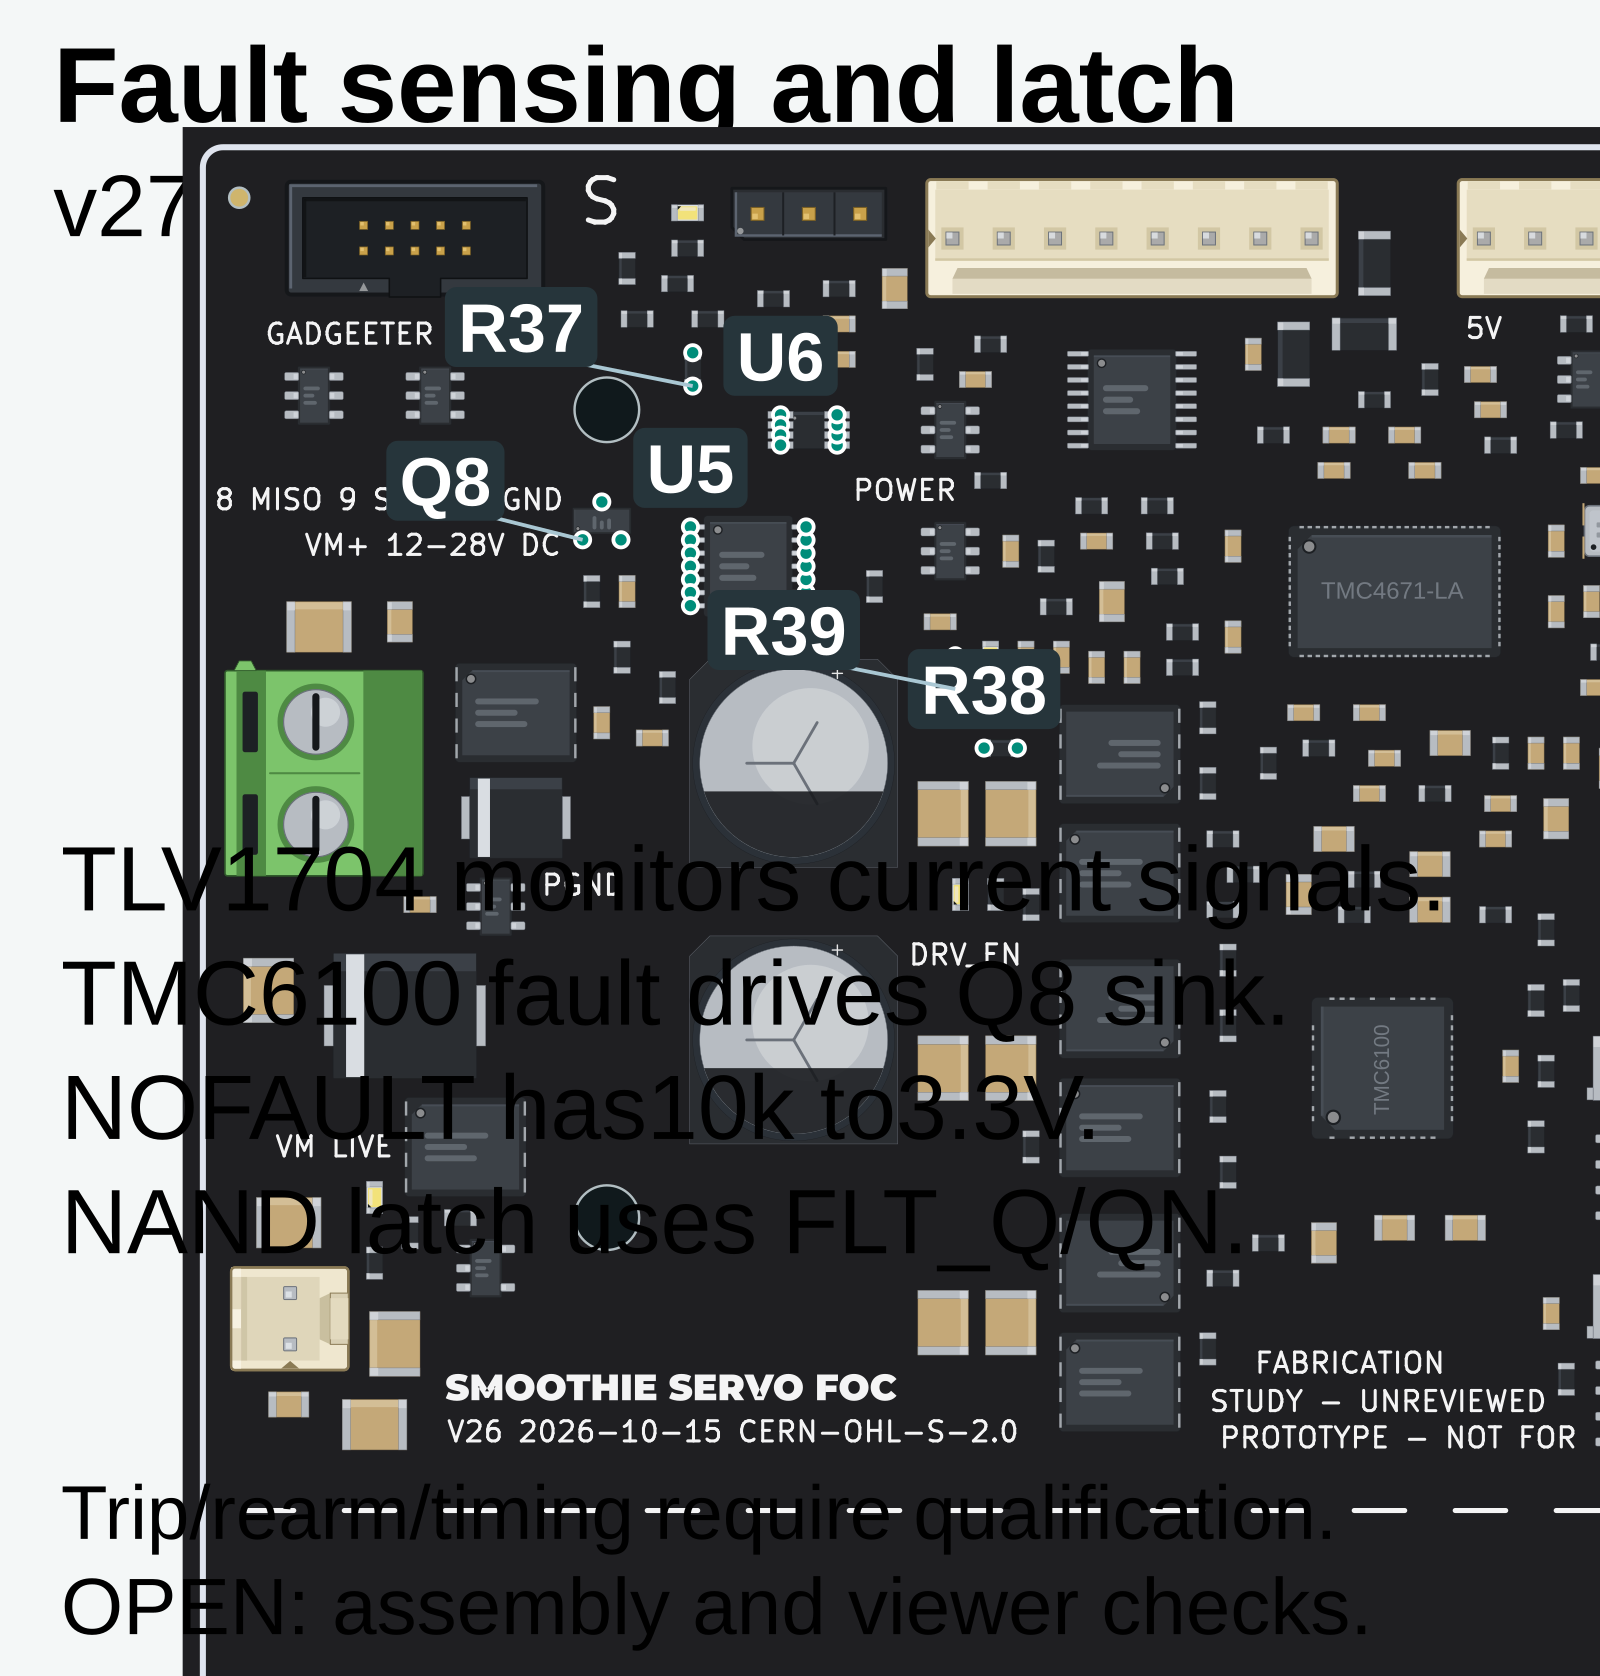 Fault sensing and latch
v27
S
GADGEETER
R37
U6
5V
U5
Q8
POWER
8 MISO 9 S GND
VM+ 12-28V DC
TMC4671-LA
R39
R38
TLV1704 monitors current signals.
PGND
DRV_EN
TMC6100 fault drives Q8 sink.
TMC6100
NOFAULT has10k to3.3V.
VM LIVE
NAND latch uses FLT_Q/QN.
FABRICATION
SMOOTHIE SERVO FOC
STUDY - UNREVIEWED
V26 2026-10-15 CERN-OHL-S-2.0
PROTOTYPE - NOT FOR
Trip/rearm/timing require qualification.
OPEN: assembly and viewer checks.